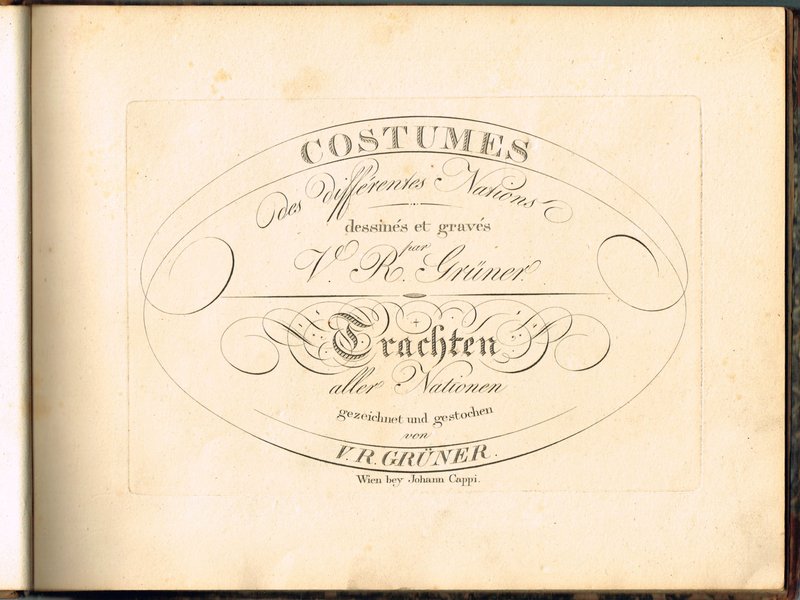 COSTUMES
des différentes Nations
dessinés et gravés
par
V. R. Grüner.
Trachten
aller Nationen
gezeichnet und gestochen
von
V. R. GRÜNER.
Wien bey Johann Cappi.